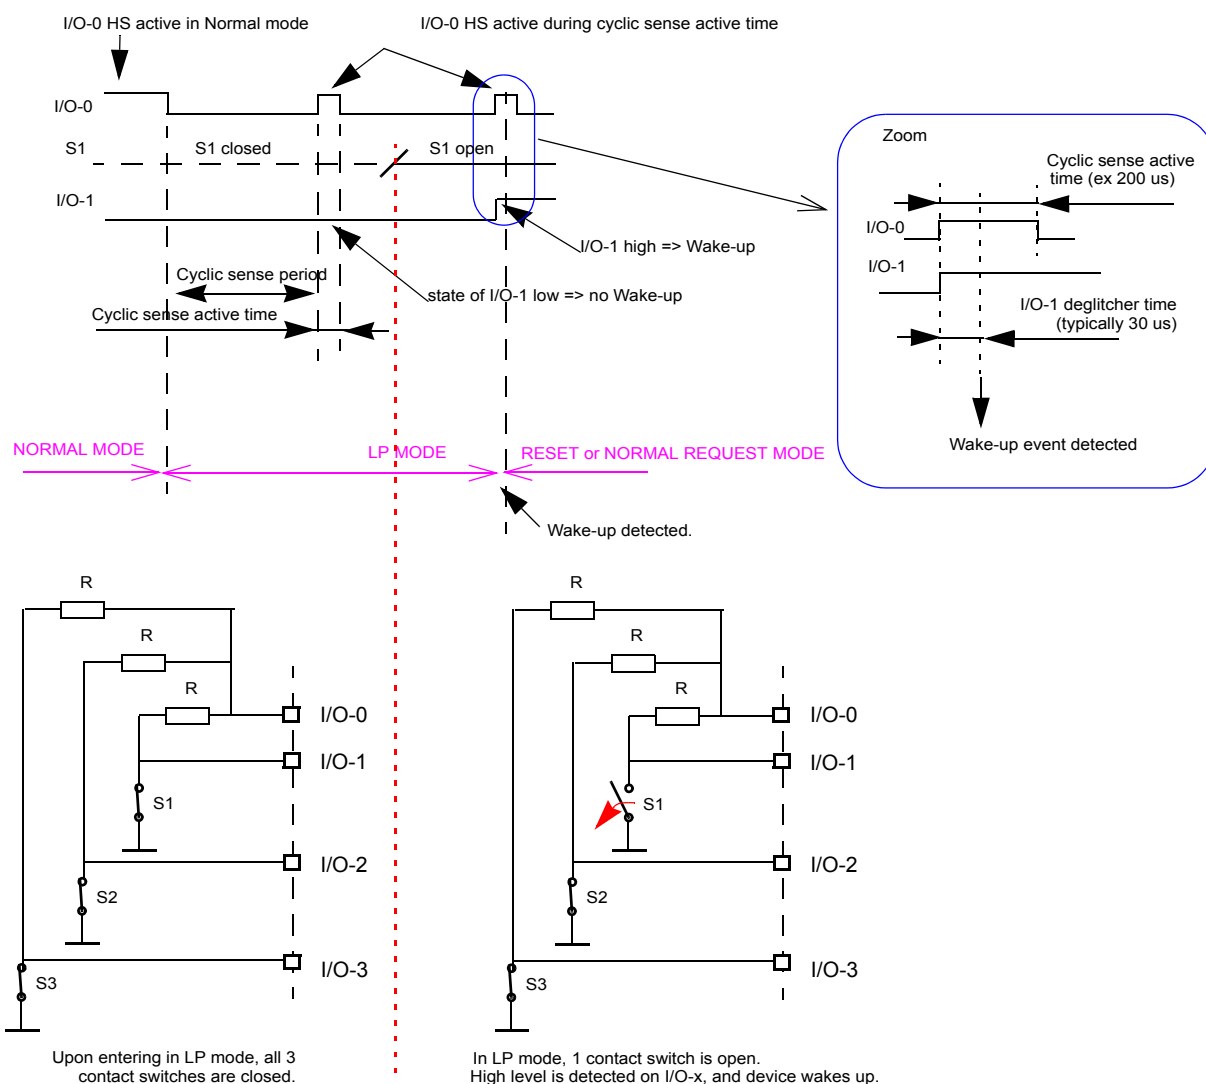 I/O-0 HS active in Normal mode
I/O-0 HS active during cyclic sense active time
I/O-0
S1
S1 closed
S1 open
I/O-1
I/O-1 high => Wake-up
Cyclic sense period
state of I/O-1 low => no Wake-up
Cyclic sense active time
Zoom
Cyclic sense active
time (ex 200 us)
I/O-0
I/O-1
I/O-1 deglitcher time
(typically 30 us)
Wake-up event detected
NORMAL MODE
LP MODE
RESET or NORMAL REQUEST MODE
Wake-up detected.
R
R
R
I/O-0
I/O-1
S1
I/O-2
S2
I/O-3
S3
Upon entering in LP mode, all 3
contact switches are closed.
R
R
R
I/O-0
I/O-1
S1
I/O-2
S2
I/O-3
S3
In LP mode, 1 contact switch is open.
High level is detected on I/O-x, and device wakes up.